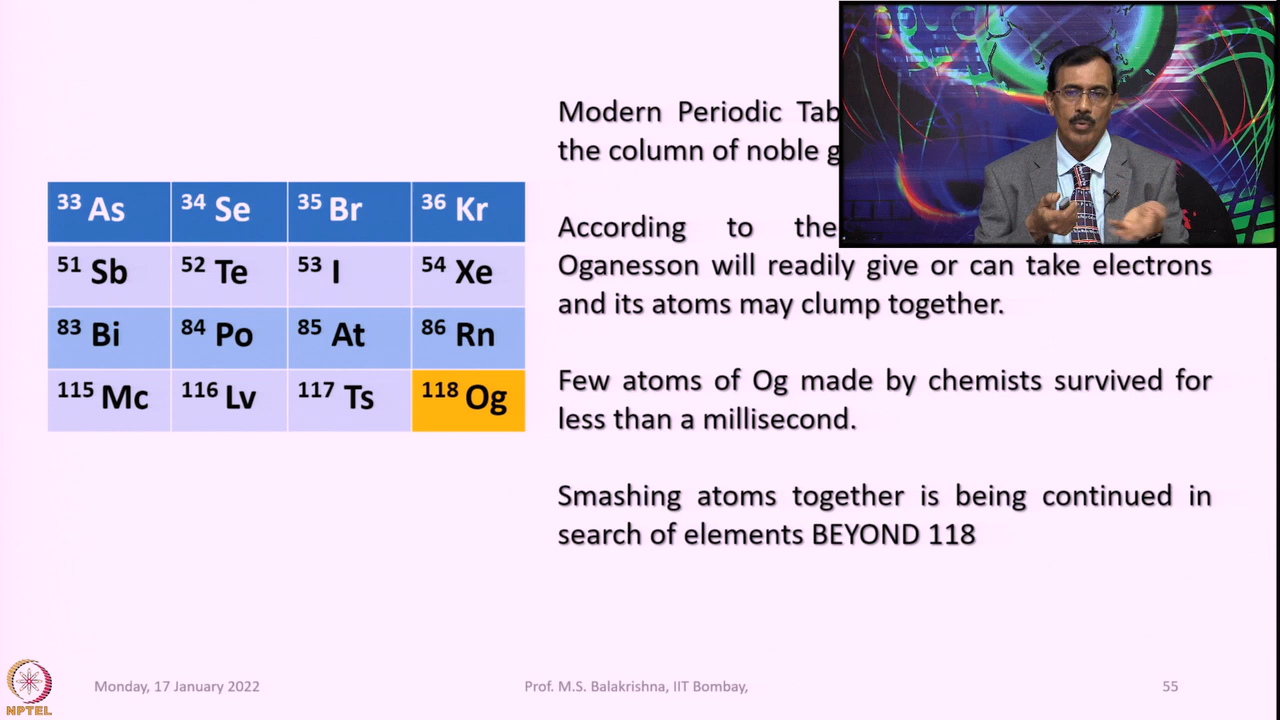 Modern Periodic Tab
the column of noble g
According to the
Oganesson will readily give or can take electrons
and its atoms may clump together.
Few atoms of Og made by chemists survived for
less than a millisecond.
Smashing atoms together is being continued in
search of elements BEYOND 118
33 As 34 Se 35 Br 36 Kr
51 Sb 52 Te 53 I 54 Xe
83 Bi 84 Po 85 At 86 Rn
115 Mc 116 Lv 117 Ts 118 Og
NPTEL
Monday, 17 January 2022
Prof. M.S. Balakrishna, IIT Bombay,
55